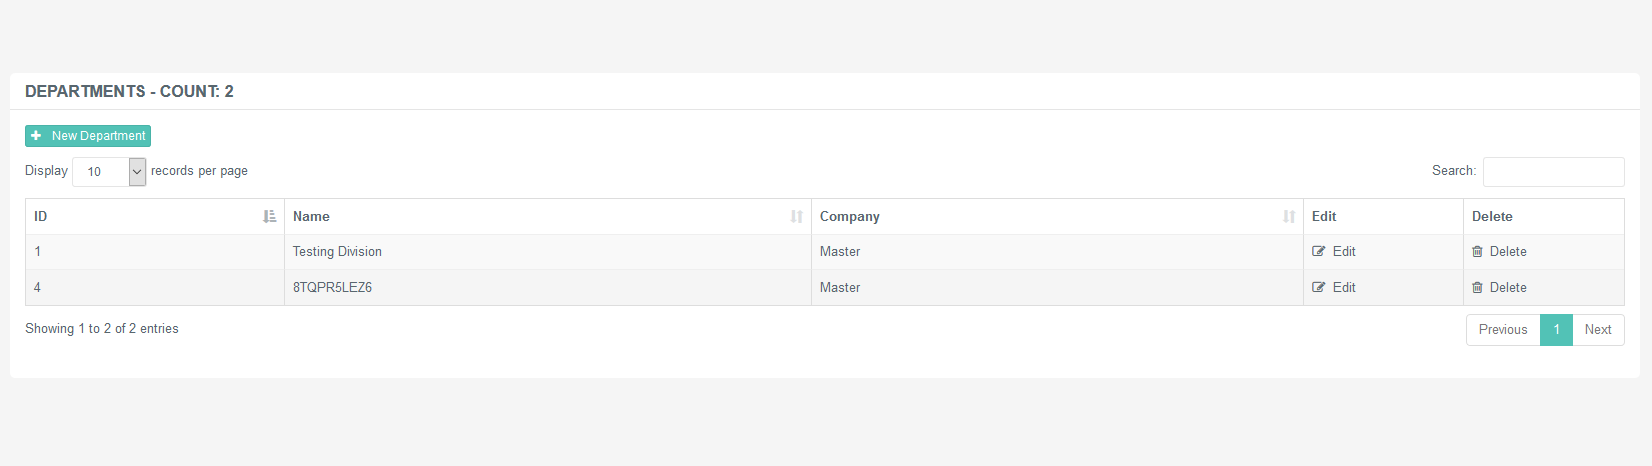 DEPARTMENTS - COUNT: 2
New Department
Display 10 records per page Search:
ID Name Company Edit Delete
1 Testing Division Master Edit Delete
4 8TQPR5LEZ6 Master Edit Delete
Showing 1 to 2 of 2 entries Previous 1 Next